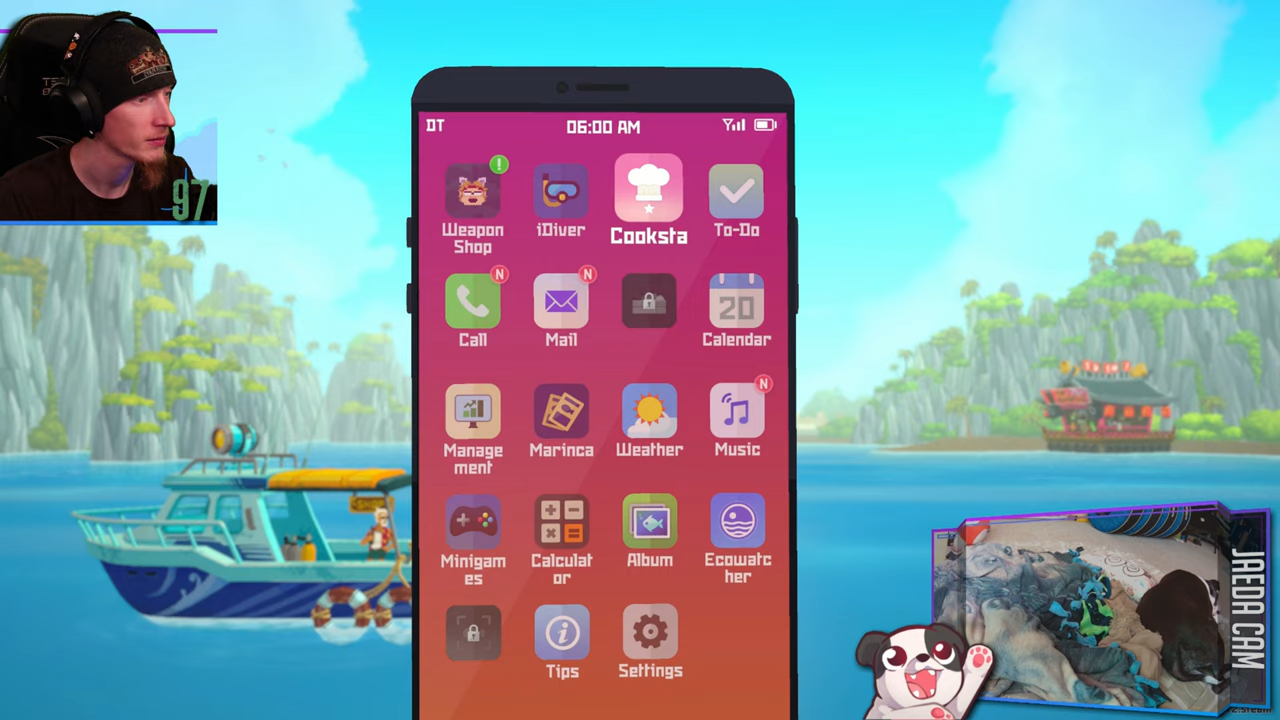 DT
06:00 AM
Weapon
Shop
iDiver
Cooksta
To-Do
N
N
Call
Mail
20
Calendar
N
Manage
ment
Marinca
Weather
Music
Minigam
es
Calculat
or
Album
Ecowatc
her
Tips
Settings
97
JAEDA CAM